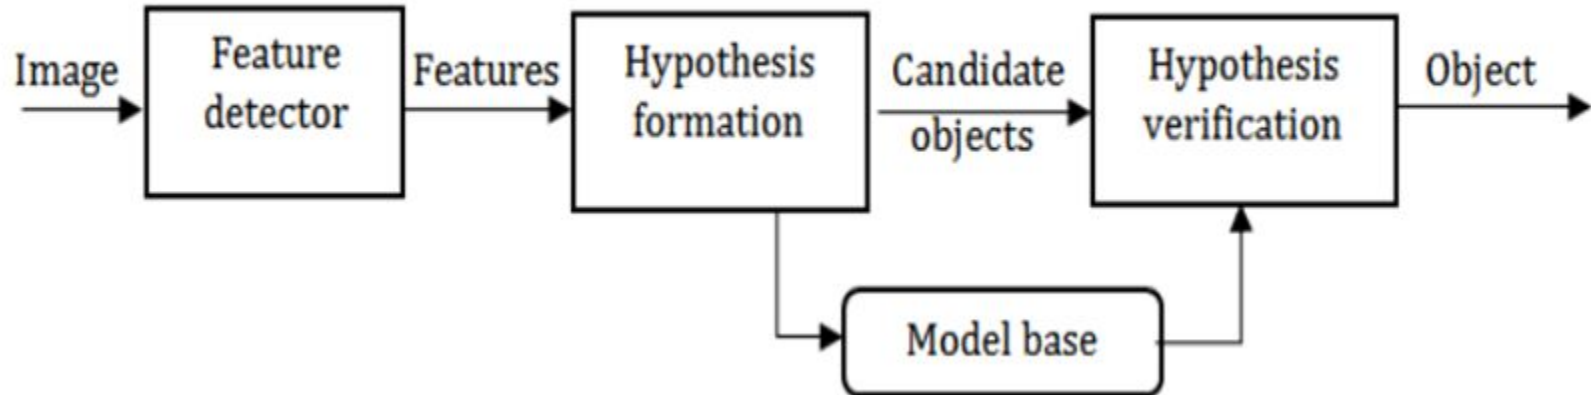 Image
Feature
detector
Features
Hypothesis
formation
Candidate
objects
Hypothesis
verification
Object
Model base